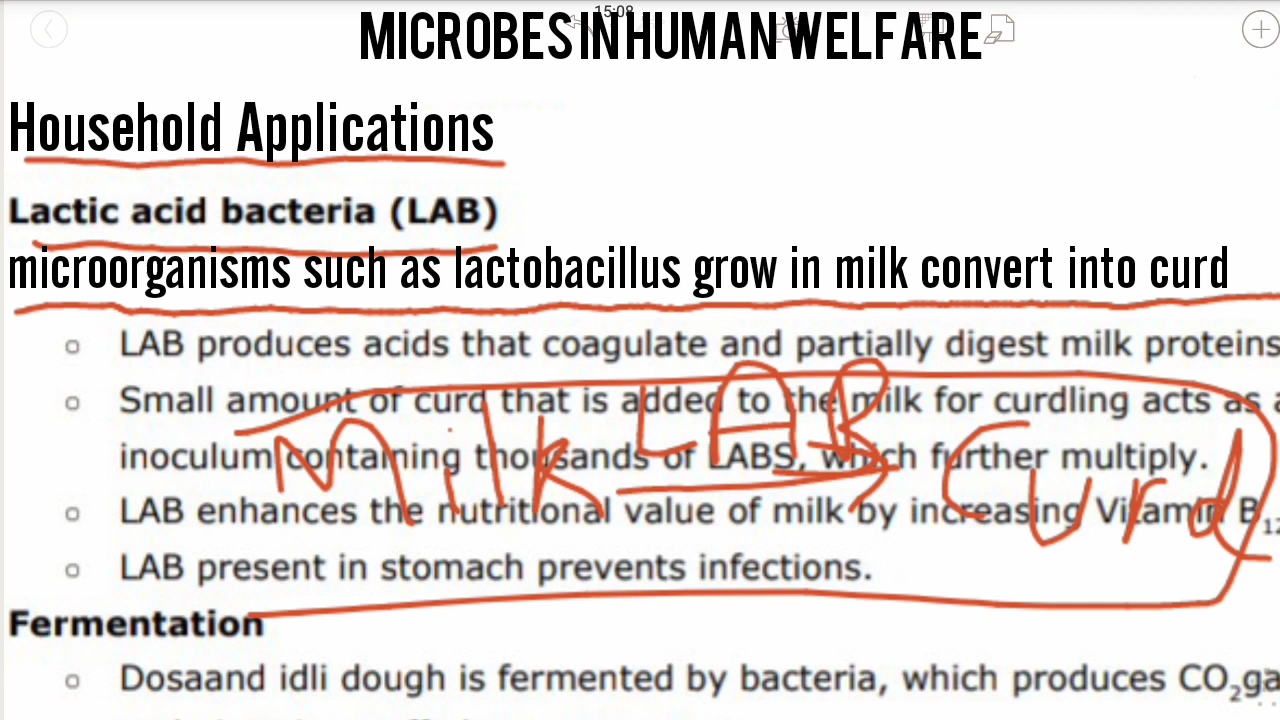 15:08
MICROBES IN HUMAN WELFARE
Household Applications
Lactic acid bacteria (LAB)
microorganisms such as lactobacillus grow in milk convert into curd
LAB produces acids that coagulate and partially digest milk proteins
Small amount of curd that is added to the milk for curdling acts as a
inoculum containing thousands of LABS, which further multiply.
Milk LAB Curd
LAB enhances the nutritional value of milk by increasing Vitamin B12
LAB present in stomach prevents infections.
Fermentation
Dosaand idli dough is fermented by bacteria, which produces CO2ga